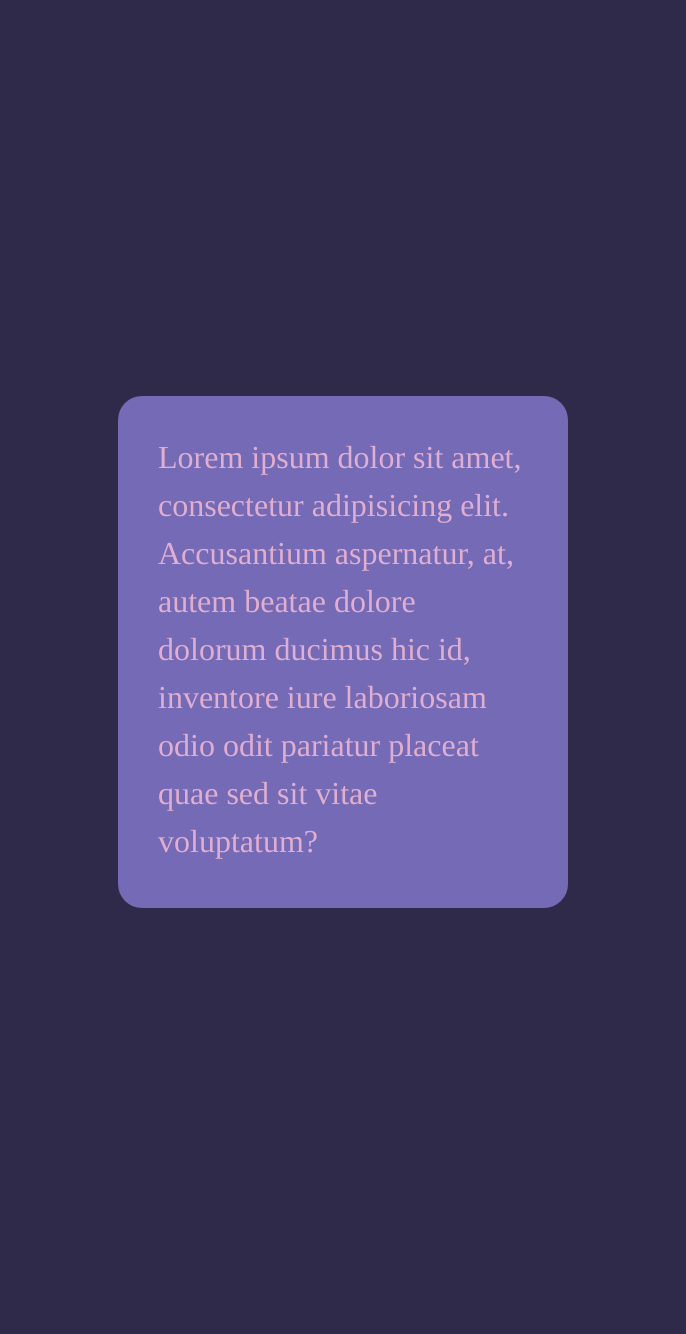 Lorem ipsum dolor sit amet,
consectetur adipisicing elit.
Accusantium aspernatur, at,
autem beatae dolore
dolorum ducimus hic id,
inventore iure laboriosam
odio odit pariatur placeat
quae sed sit vitae
voluptatum?